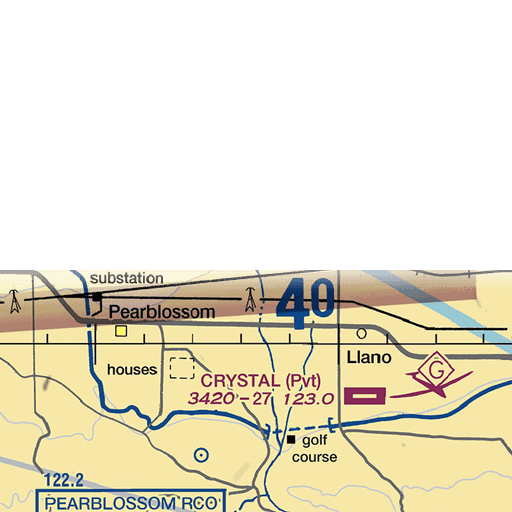 substation
40
Pearblossom
Llano
G
houses
CRYSTAL (Pvt)
3420 - 27 123.0
golf
course
122.2
PEARBLOSSOM RCO